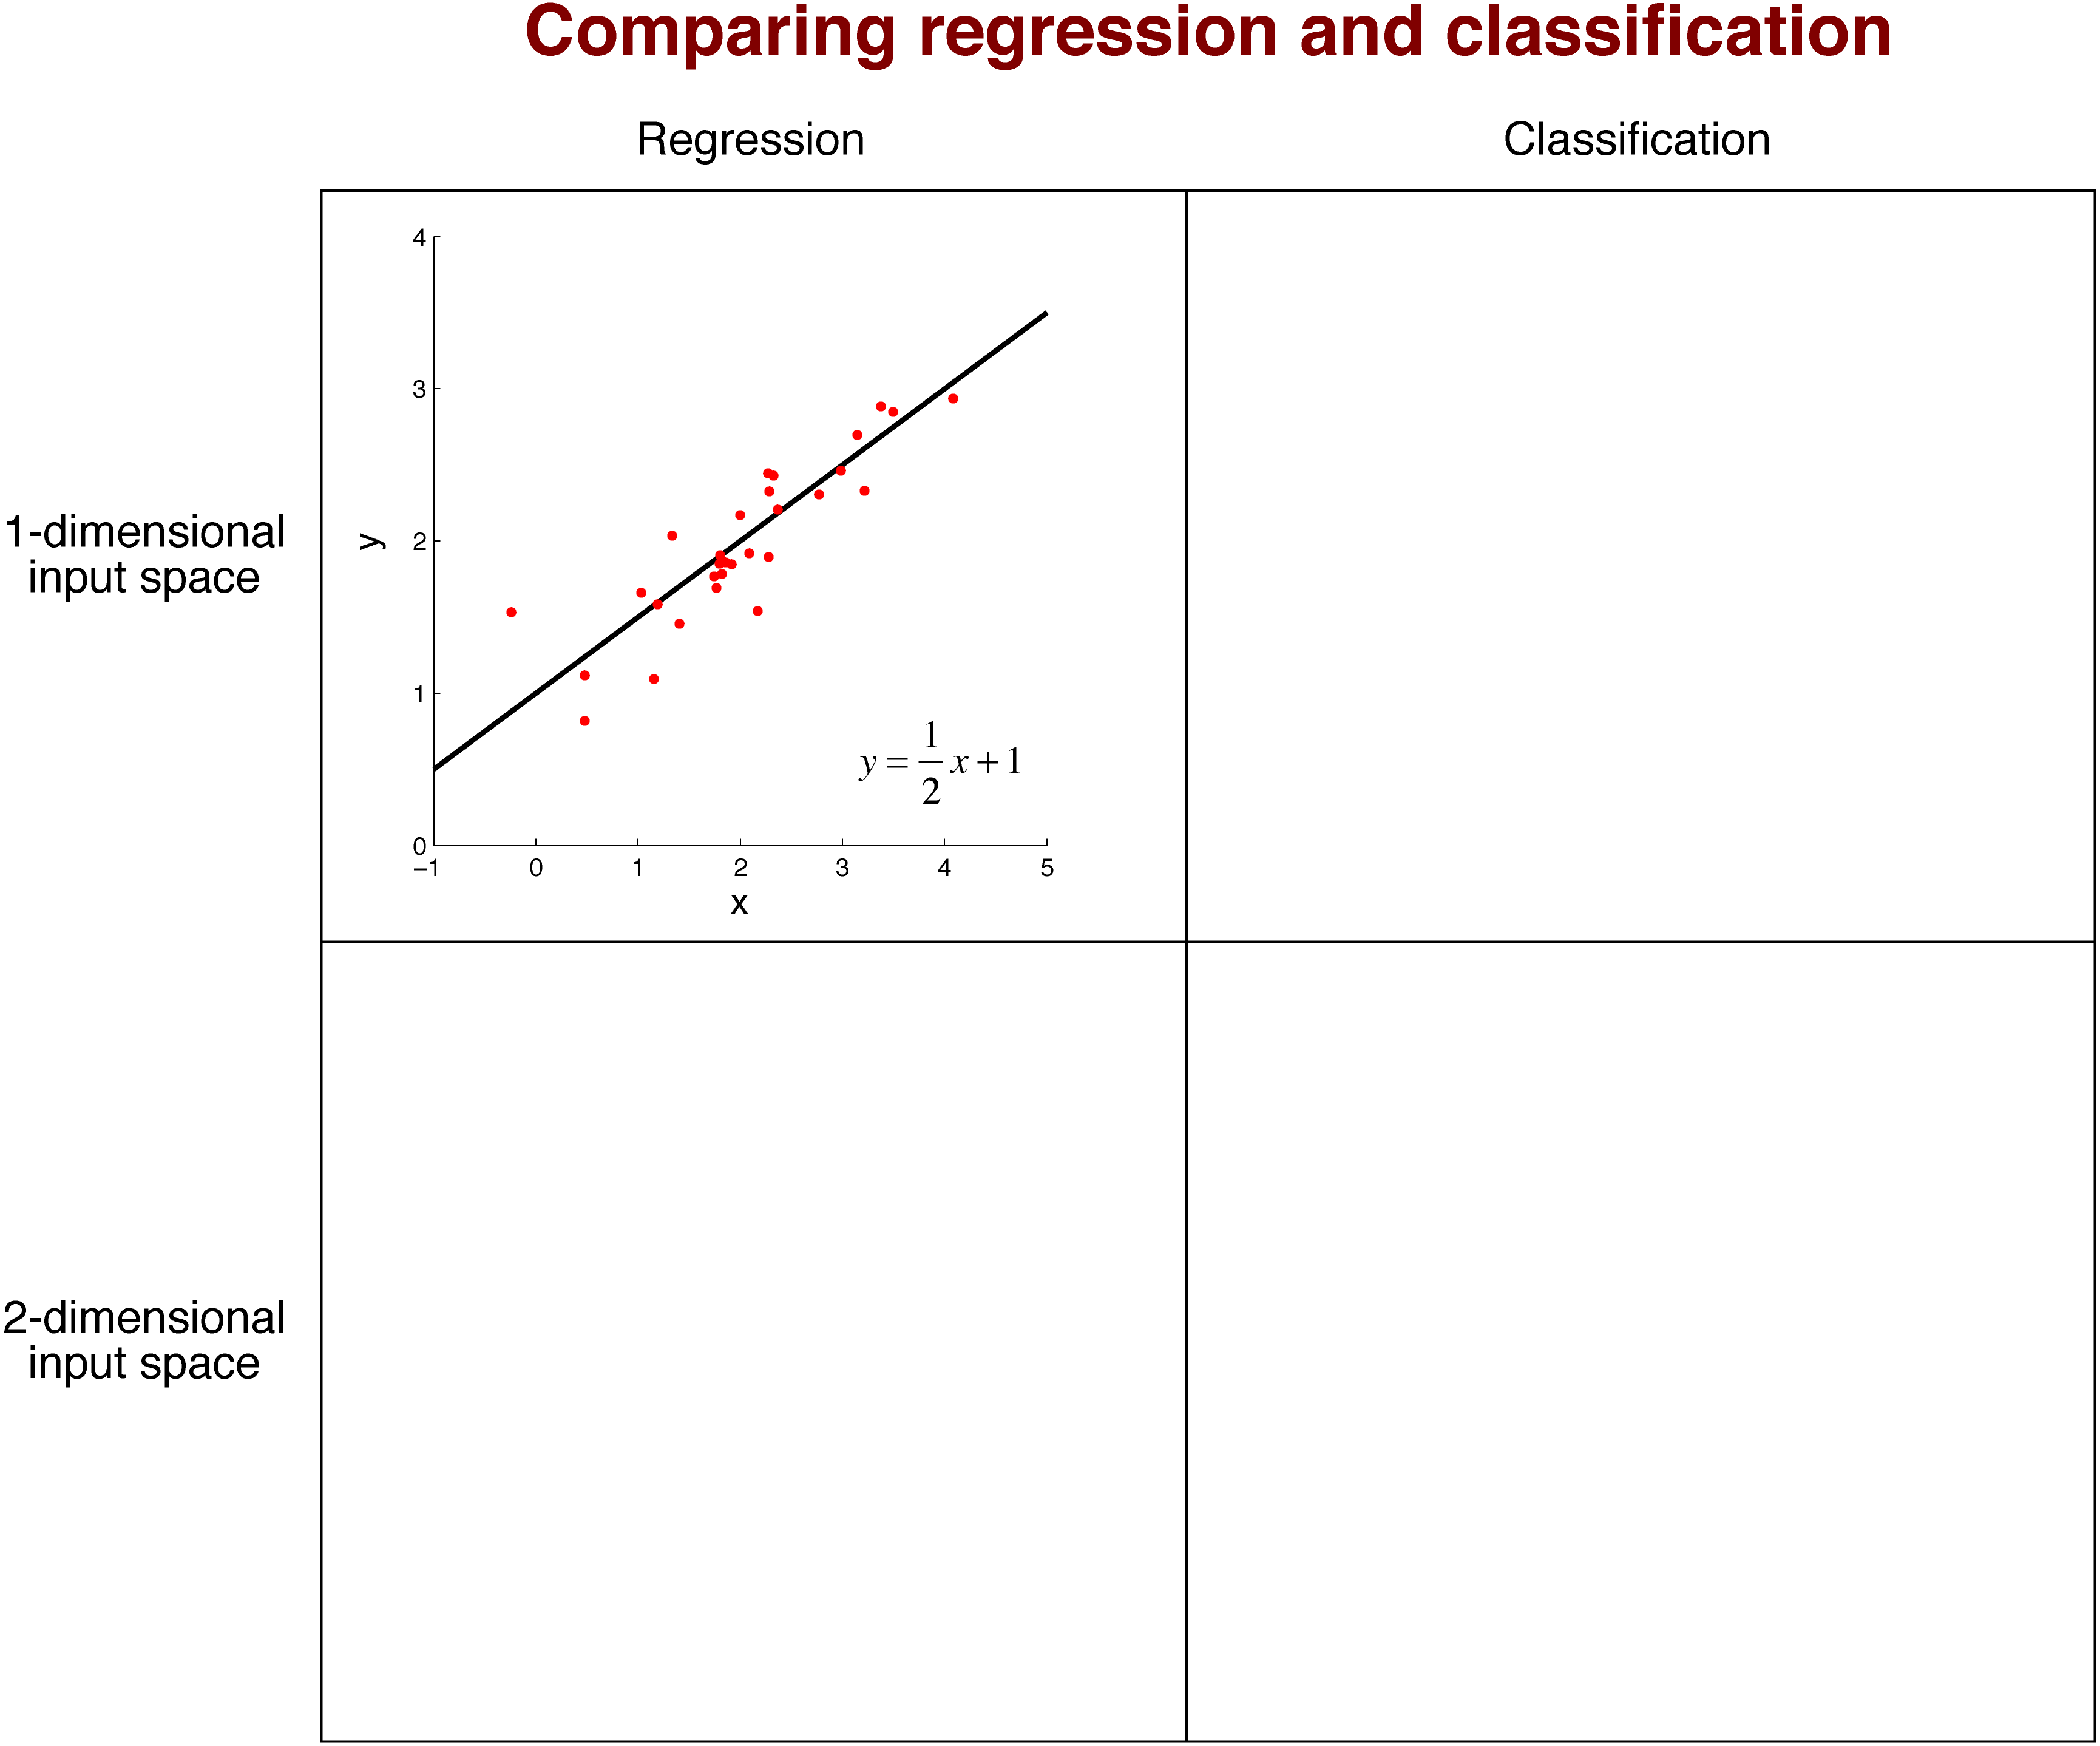 Comparing regression and classification
Regression
Classification
4
3
2
1
0
y
−1 0 1 2 3 4 5
x
y = 1/2 x + 1
1-dimensional
input space
2-dimensional
input space